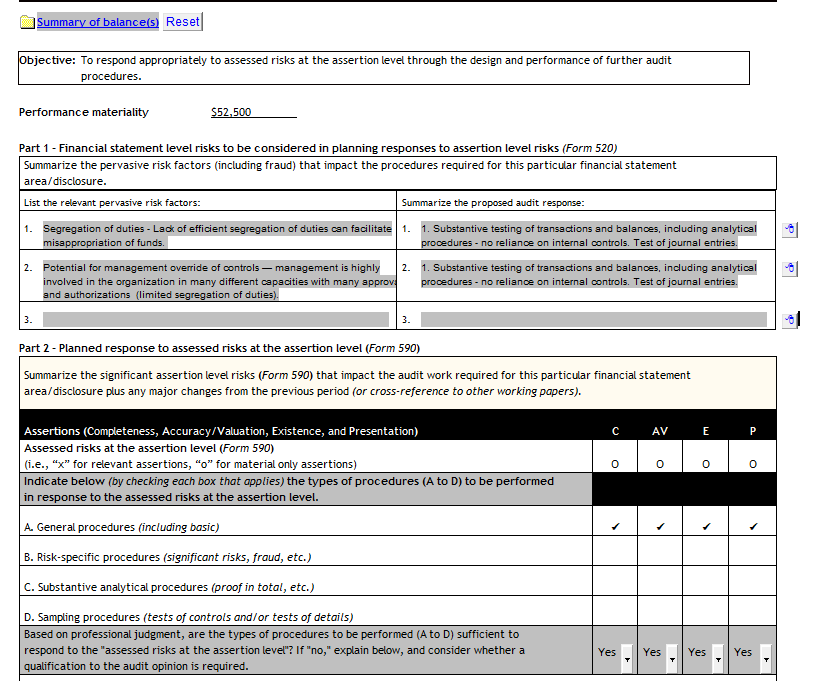 Summary of balance(s) Reset
Objective: To respond appropriately to assessed risks at the assertion level through the design and performance of further audit
procedures.
Performance materiality $52,500
Part 1 - Financial statement level risks to be considered in planning responses to assertion level risks (Form 520)
Summarize the pervasive risk factors (including fraud) that impact the procedures required for this particular financial statement
area/disclosure.
List the relevant pervasive risk factors: Summarize the proposed audit response:
1. Segregation of duties - Lack of efficient segregation of duties can facilitate
misappropriation of funds.
1. 1. Substantive testing of transactions and balances, including analytical
procedures - no reliance on internal controls. Test of journal entries.
2. Potential for management override of controls — management is highly
involved in the organization in many different capacities with many approv
and authorizations (limited segregation of duties).
2. 1. Substantive testing of transactions and balances, including analytical
procedures - no reliance on internal controls. Test of journal entries.
3. 3.
Part 2 - Planned response to assessed risks at the assertion level (Form 590)
Summarize the significant assertion level risks (Form 590) that impact the audit work required for this particular financial statement
area/disclosure plus any major changes from the previous period (or cross-reference to other working papers).
Assertions (Completeness, Accuracy/Valuation, Existence, and Presentation) C AV E P
Assessed risks at the assertion level (Form 590)
(i.e., “x” for relevant assertions, “o” for material only assertions) O O O O
Indicate below (by checking each box that applies) the types of procedures (A to D) to be performed
in response to the assessed risks at the assertion level.
A. General procedures (including basic) ✓ ✓ ✓ ✓
B. Risk-specific procedures (significant risks, fraud, etc.)
C. Substantive analytical procedures (proof in total, etc.)
D. Sampling procedures (tests of controls and/or tests of details)
Based on professional judgment, are the types of procedures to be performed (A to D) sufficient to
respond to the "assessed risks at the assertion level"? If "no," explain below, and consider whether a
qualification to the audit opinion is required.
Yes Yes Yes Yes